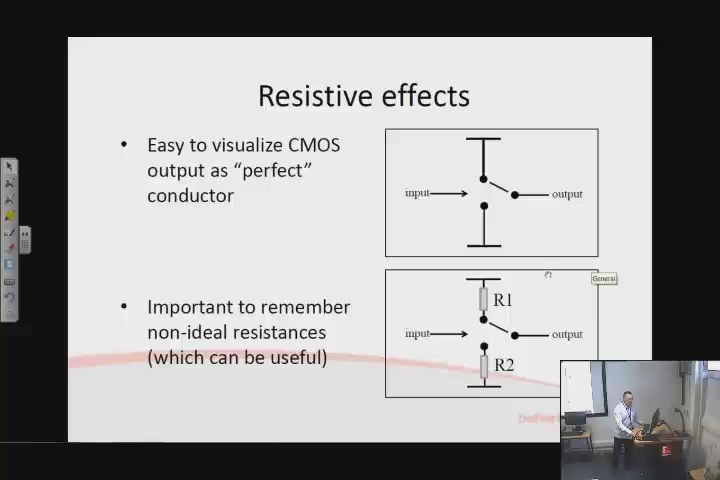 Resistive effects
• Easy to visualize CMOS
output as “perfect”
conductor
input
output
• Important to remember
non-ideal resistances
(which can be useful)
General
R1
input
output
R2